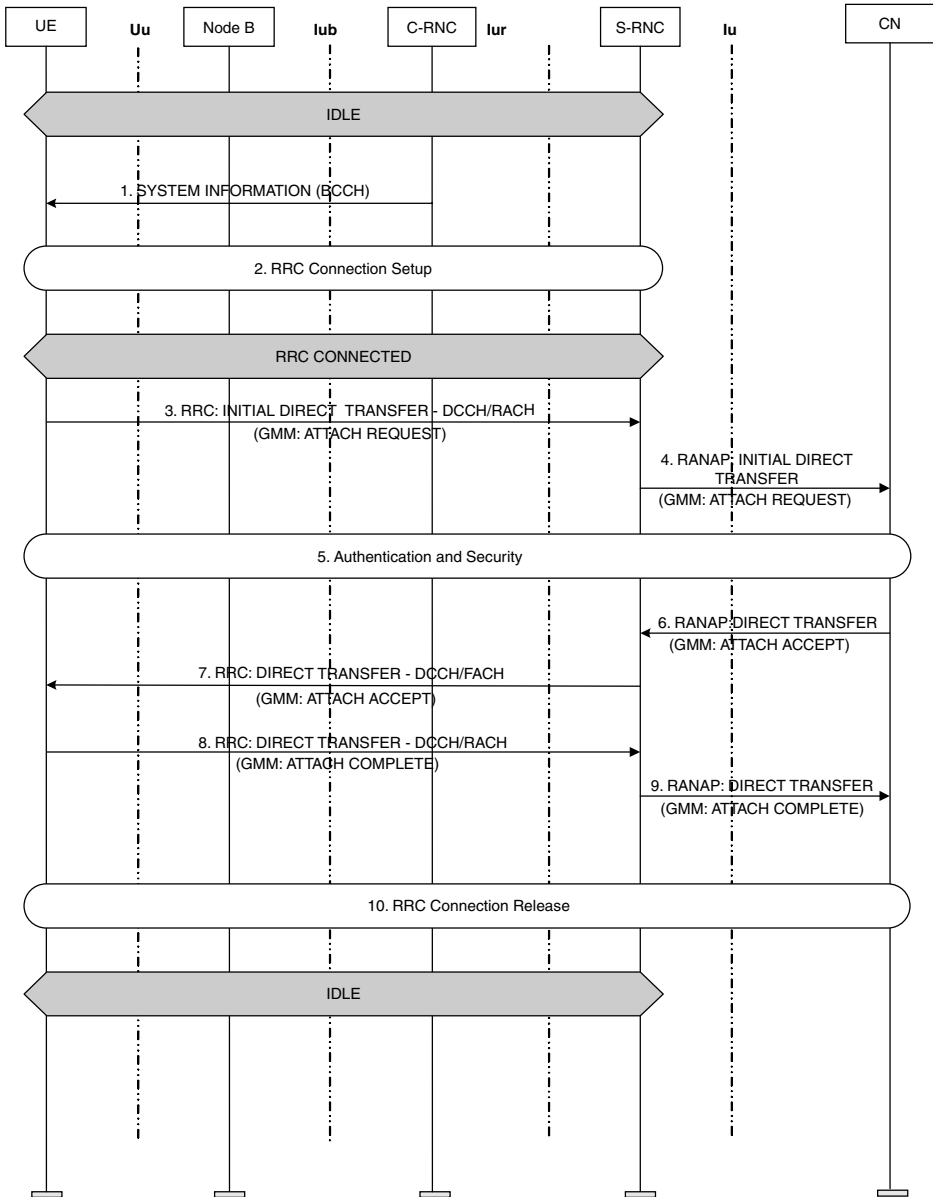 UE
Uu
Node B
Iub
C-RNC
Iur
S-RNC
Iu
CN
IDLE
1. SYSTEM INFORMATION (BCCH)
2. RRC Connection Setup
RRC CONNECTED
3. RRC: INITIAL DIRECT TRANSFER - DCCH/RACH
(GMM: ATTACH REQUEST)
4. RANAP: INITIAL DIRECT
TRANSFER
(GMM: ATTACH REQUEST)
5. Authentication and Security
6. RANAP:DIRECT TRANSFER
(GMM: ATTACH ACCEPT)
7. RRC: DIRECT TRANSFER - DCCH/FACH
(GMM: ATTACH ACCEPT)
8. RRC: DIRECT TRANSFER - DCCH/RACH
(GMM: ATTACH COMPLETE)
9. RANAP: DIRECT TRANSFER
(GMM: ATTACH COMPLETE)
10. RRC Connection Release
IDLE